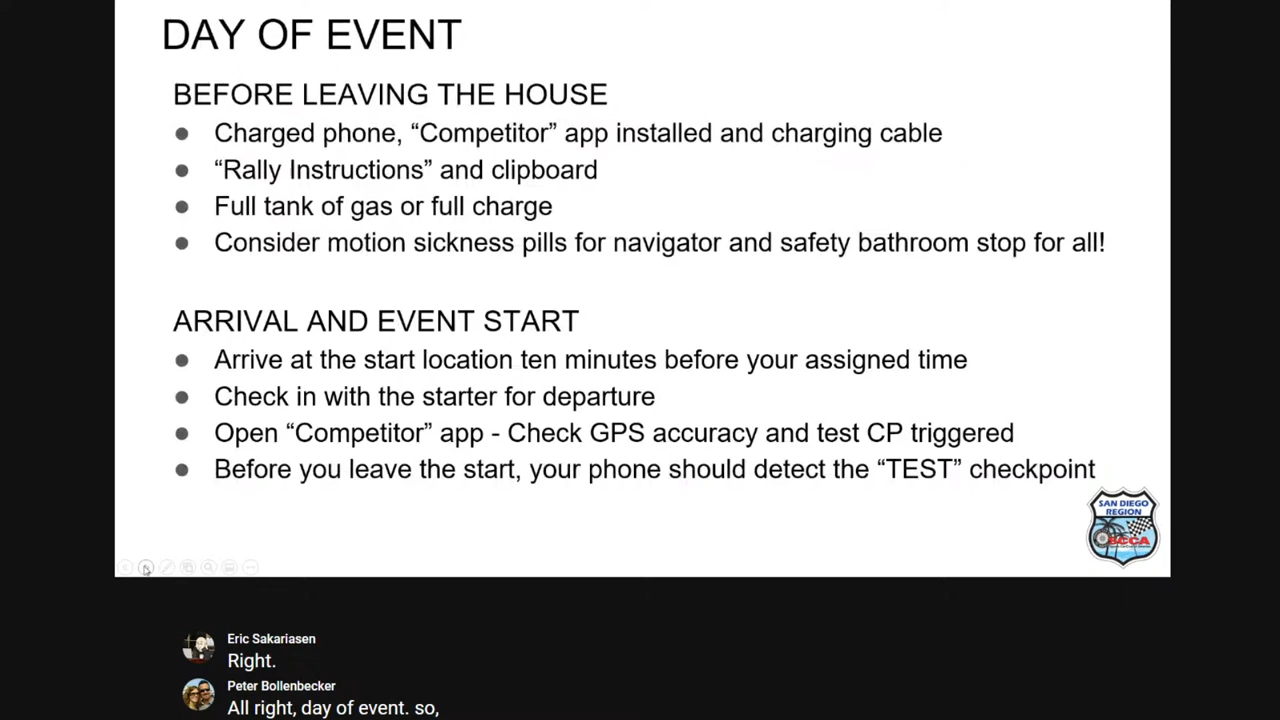 DAY OF EVENT
BEFORE LEAVING THE HOUSE
● Charged phone, “Competitor” app installed and charging cable
● “Rally Instructions” and clipboard
● Full tank of gas or full charge
● Consider motion sickness pills for navigator and safety bathroom stop for all!
ARRIVAL AND EVENT START
● Arrive at the start location ten minutes before your assigned time
● Check in with the starter for departure
● Open “Competitor” app - Check GPS accuracy and test CP triggered
● Before you leave the start, your phone should detect the “TEST” checkpoint
SAN DIEGO
REGION
SCCA
Eric Sakariasen
Right.
Peter Bollenbecker
All right, day of event. so,